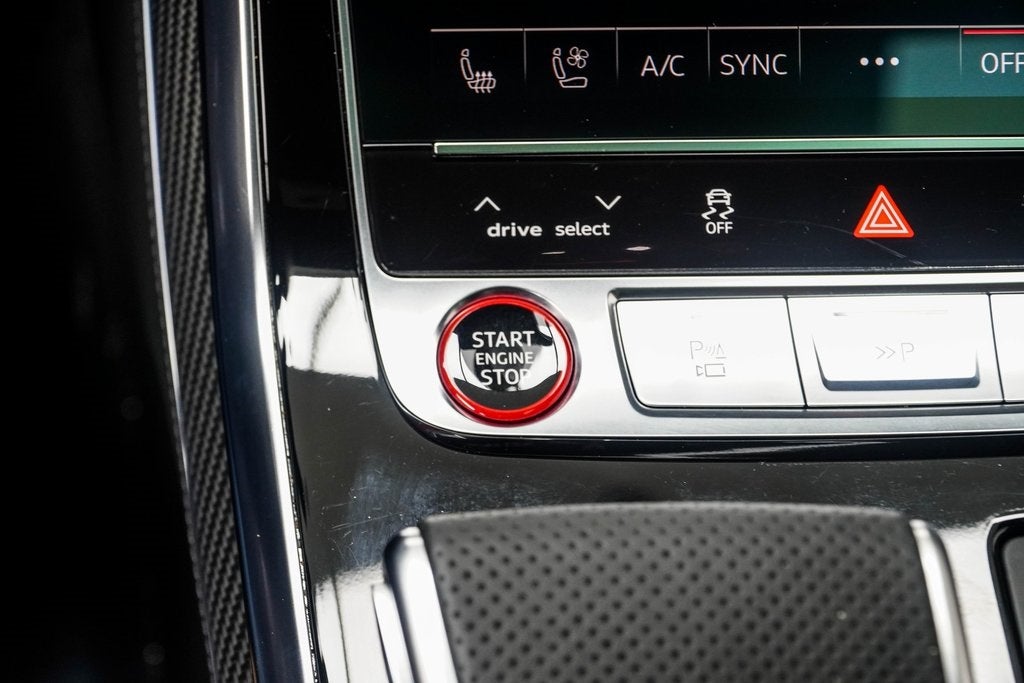 A/C SYNC ••• OFF
drive select OFF
START
ENGINE
STOP
P
>>P